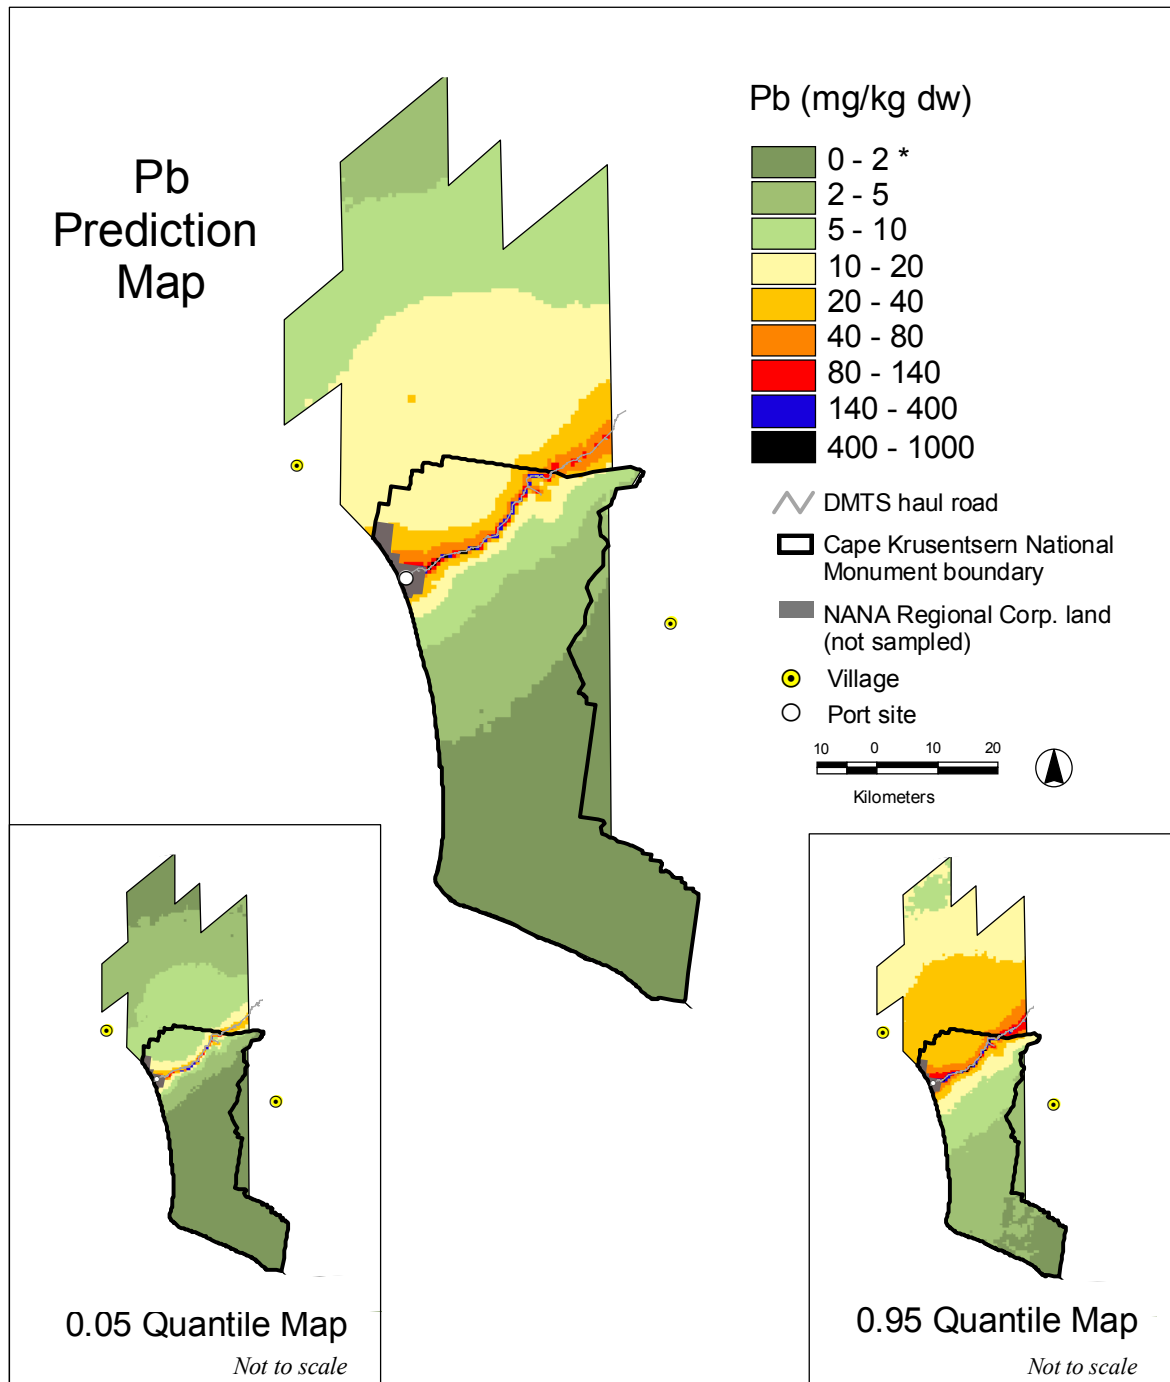 Pb
Prediction
Map
Pb (mg/kg dw)
0 - 2 *
2 - 5
5 - 10
10 - 20
20 - 40
40 - 80
80 - 140
140 - 400
400 - 1000
DMTS haul road
Cape Krusentsern National
Monument boundary
NANA Regional Corp. land
(not sampled)
Village
Port site
10 0 10 20
Kilometers
0.05 Quantile Map
Not to scale
0.95 Quantile Map
Not to scale